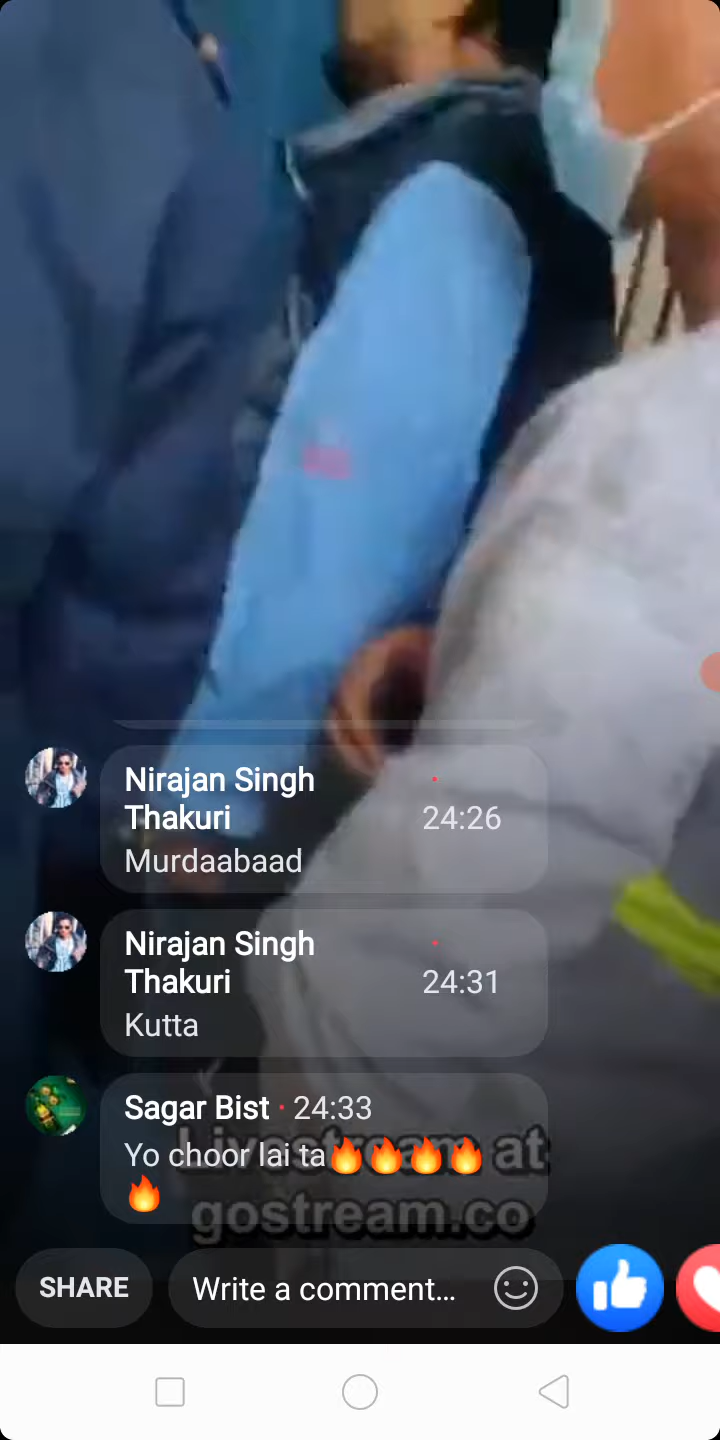 Nirajan Singh
Thakuri
24:26
Murdaabaad
Nirajan Singh
Thakuri
24:31
Kutta
Sagar Bist · 24:33
Yo choor lai ta🔥🔥🔥🔥
🔥
Livestream at
gostream.co
SHARE
Write a comment...